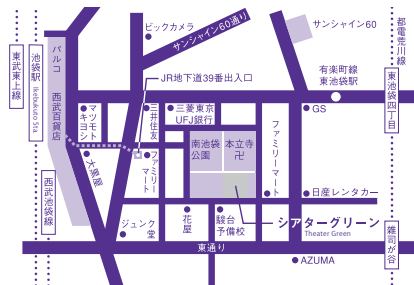 ビックカメラ
サンシャイン60通り
サンシャイン60
都電荒川線
東武東上線
池袋駅
Ikebukuro Sta.
パルコ
西武百貨店
JR地下道39番出入口
有楽町線
東池袋駅
東池袋四丁目
マツモト
キヨシ
三井住友
三菱東京
UFJ銀行
GS
南池袋
公園
本立寺
卍
ファミリーマート
大黒屋
ファミリー
マート
西武池袋線
日産レンタカー
ジュンク
堂
花屋
駿台
予備校
シアターグリーン
Theater Green
雑司が谷
東通り
AZUMA